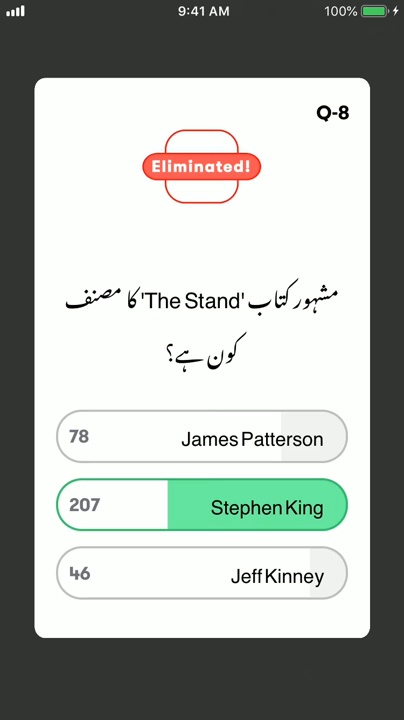 9:41 AM
100%
Q-8
Eliminated!
مشہور کتاب 'The Stand' کا مصنف
کون ہے؟
78 James Patterson
207 Stephen King
46 Jeff Kinney